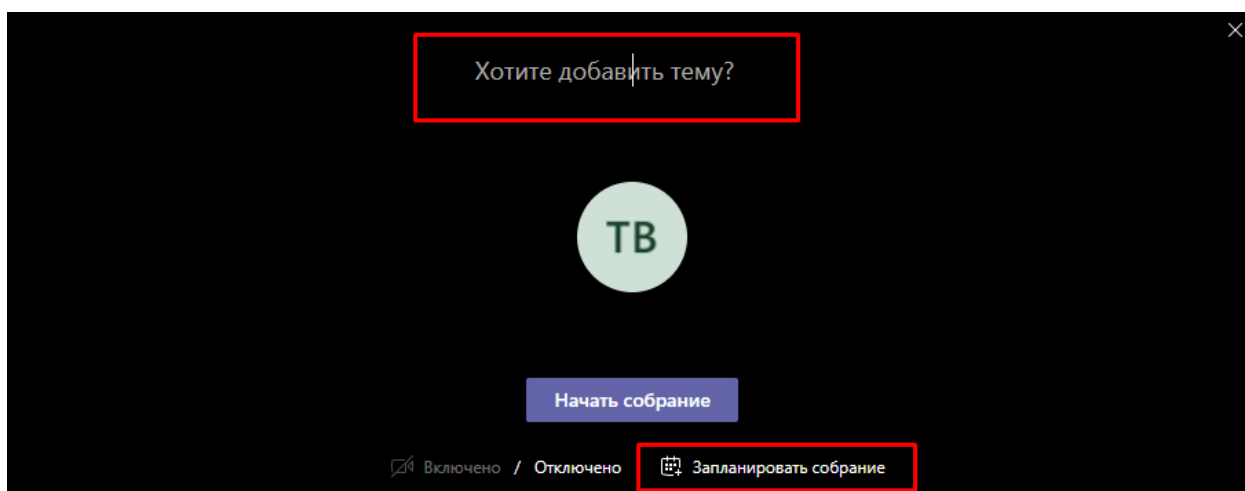 Хотите добавить тему?
ТВ
Начать собрание
Включено / Отключено Запланировать собрание